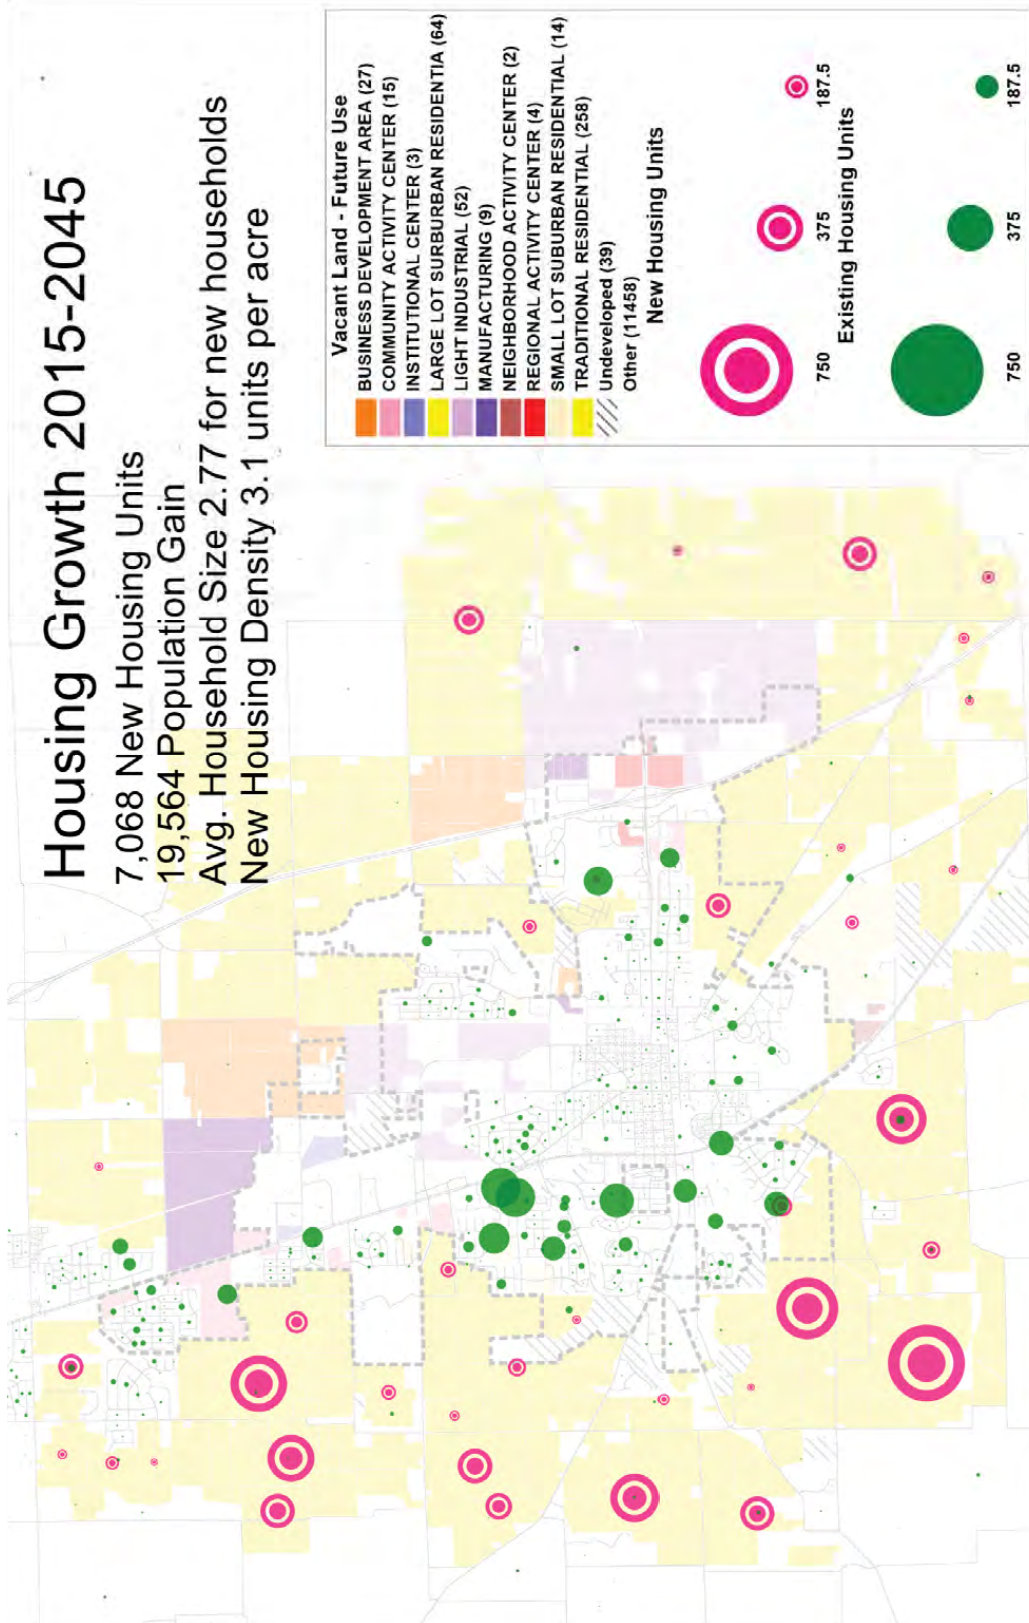 Housing Growth 2015-2045
7,068 New Housing Units
19,564 Population Gain
Avg. Household Size 2.77 for new households
New Housing Density 3.1 units per acre
Vacant Land - Future Use
BUSINESS DEVELOPMENT AREA (27)
COMMUNITY ACTIVITY CENTER (15)
INSTITUTIONAL CENTER (3)
LARGE LOT SURBURBAN RESIDENTIA (64)
LIGHT INDUSTRIAL (52)
MANUFACTURING (9)
NEIGHBORHOOD ACTIVITY CENTER (2)
REGIONAL ACTIVITY CENTER (4)
SMALL LOT SUBURBAN RESIDENTIAL (14)
TRADITIONAL RESIDENTIAL (258)
Undeveloped (39)
Other (11458)
New Housing Units
750 375 187.5
Existing Housing Units
750 375 187.5